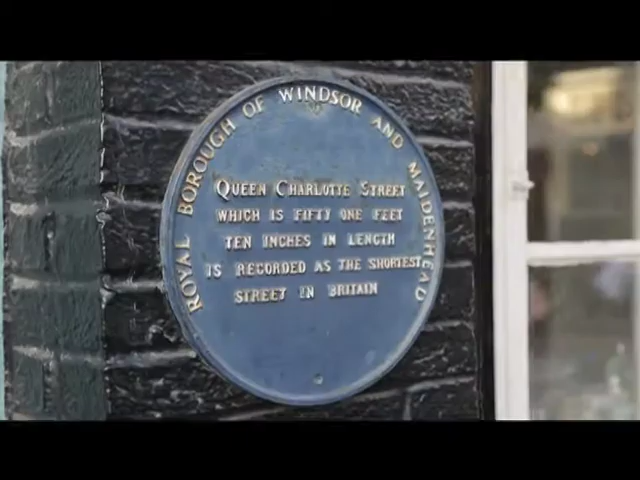 ROYAL BOROUGH OF WINDSOR AND MAIDENHEAD
QUEEN CHARLOTTE STREET
WHICH IS FIFTY ONE FEET
TEN INCHES IN LENGTH
IS RECORDED AS THE SHORTEST
STREET IN BRITAIN